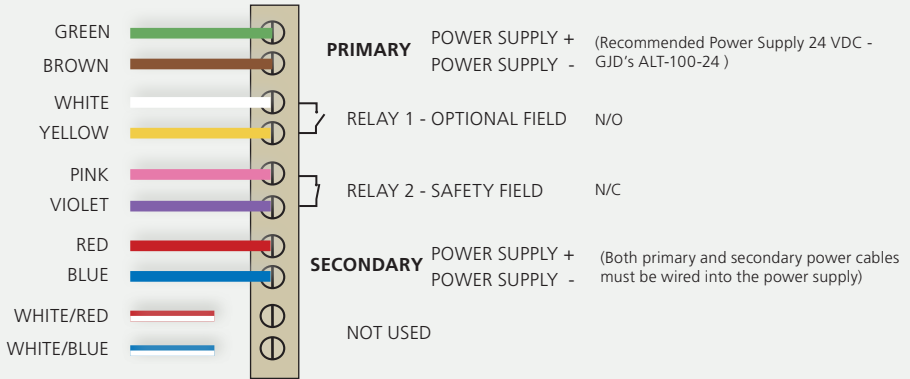 GREEN
PRIMARY POWER SUPPLY + (Recommended Power Supply 24 VDC -
BROWN POWER SUPPLY - GJD's ALT-100-24 )
WHITE
RELAY 1 - OPTIONAL FIELD N/O
YELLOW
PINK
RELAY 2 - SAFETY FIELD N/C
VIOLET
RED
SECONDARY POWER SUPPLY + (Both primary and secondary power cables
BLUE POWER SUPPLY - must be wired into the power supply)
WHITE/RED
NOT USED
WHITE/BLUE